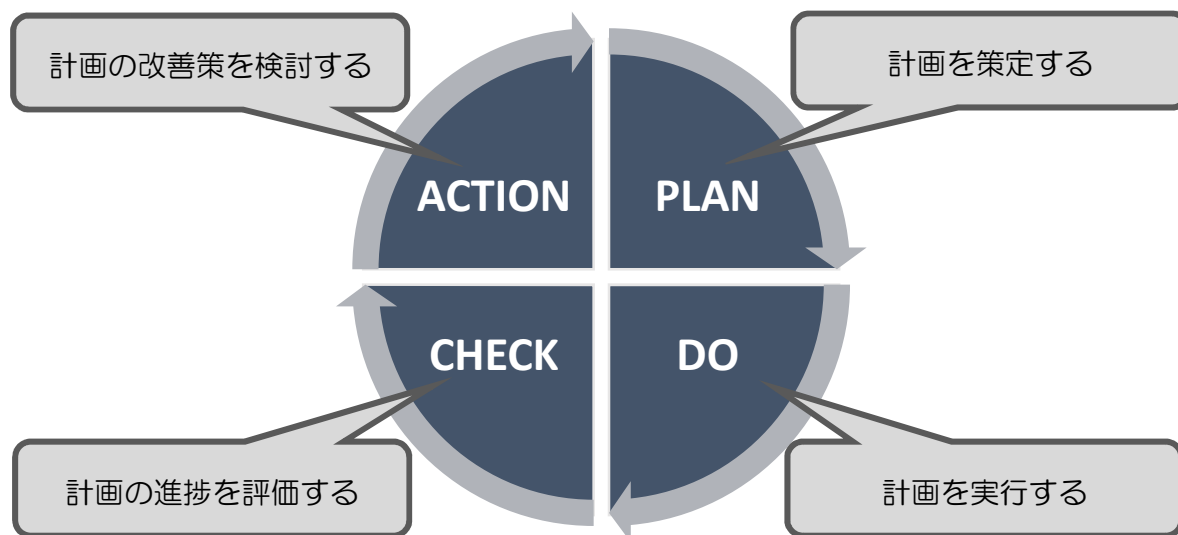 計画の改善策を検討する
計画を策定する
ACTION
PLAN
CHECK
DO
計画の進捗を評価する
計画を実行する